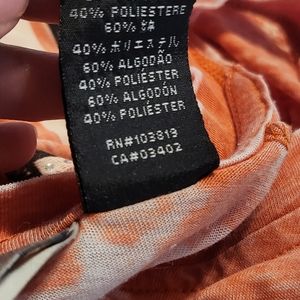 40% POLIESTERE
60% 綿
40% ポリエステル
60% ALGODÃO
40% POLIÉSTER
60% ALGODÓN
40% POLIÉSTER
RN#103819
CA#03402